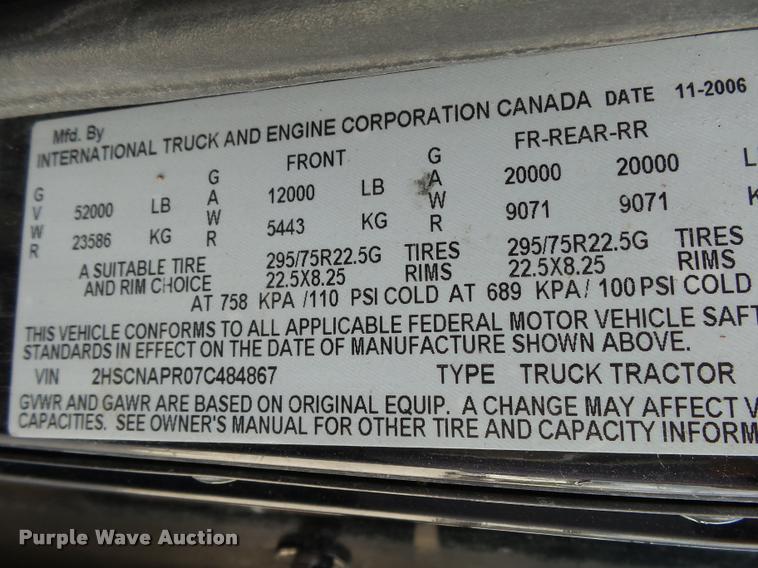 Mfd. By
INTERNATIONAL TRUCK AND ENGINE CORPORATION CANADA DATE 11-2006
FRONT FR-REAR-RR
GVWR 52000 LB GAWR 12000 LB GAWR 20000 20000
23586 KG 5443 KG 9071 9071
A SUITABLE TIRE 295/75R22.5G TIRES 295/75R22.5G TIRES
AND RIM CHOICE 22.5X8.25 RIMS 22.5X8.25 RIMS
AT 758 KPA /110 PSI COLD AT 689 KPA/ 100 PSI COLD
THIS VEHICLE CONFORMS TO ALL APPLICABLE FEDERAL MOTOR VEHICLE SAFT
STANDARDS IN EFFECT ON THE DATE OF MANUFACTURE SHOWN ABOVE.
VIN 2HSCNAPR07C484867 TYPE TRUCK TRACTOR
GVWR AND GAWR ARE BASED ON ORIGINAL EQUIP. A CHANGE MAY AFFECT
CAPACITIES. SEE OWNER'S MANUAL FOR OTHER TIRE AND CAPACITY INFORM
Purple Wave Auction